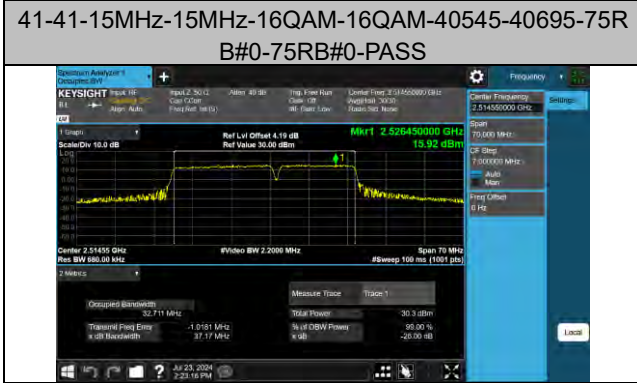 41-41-15MHz-15MHz-16QAM-16QAM-40545-40695-75R
B#0-75RB#0-PASS
Spectrum Analyzer 1
Occupied BW
KEYSIGHT Input: RF
Align: Auto
Input Z: 50 Ω
Atten: 40 dB
Trig: Free Run
Center Freq: 2.514550000 GHz
Radio Std: None
Frequency
Settings
Center Frequency
2.514550000 GHz
Span
70.000 MHz
CF Step
7.000000 MHz
Auto
Man
Freq Offset
0 Hz
1 Graph
Scale/Div 10.0 dB
Ref Lvl Offset 4.19 dB
Ref Value 30.00 dBm
Mkr1 2.526450000 GHz
15.92 dBm
Log
Center 2.51455 GHz
Res BW 680.00 kHz
#Video BW 2.2000 MHz
Span 70 MHz
#Sweep 100 ms (1001 pts)
2 Metrics
Measure Trace Trace 1
Occupied Bandwidth
32.711 MHz
Total Power 30.3 dBm
Transmit Freq Error -1.0181 MHz
% of OBW Power 99.00 %
x dB Bandwidth 37.17 MHz
x dB -26.00 dB
Local
Jul 23, 2024
2:23:16 PM